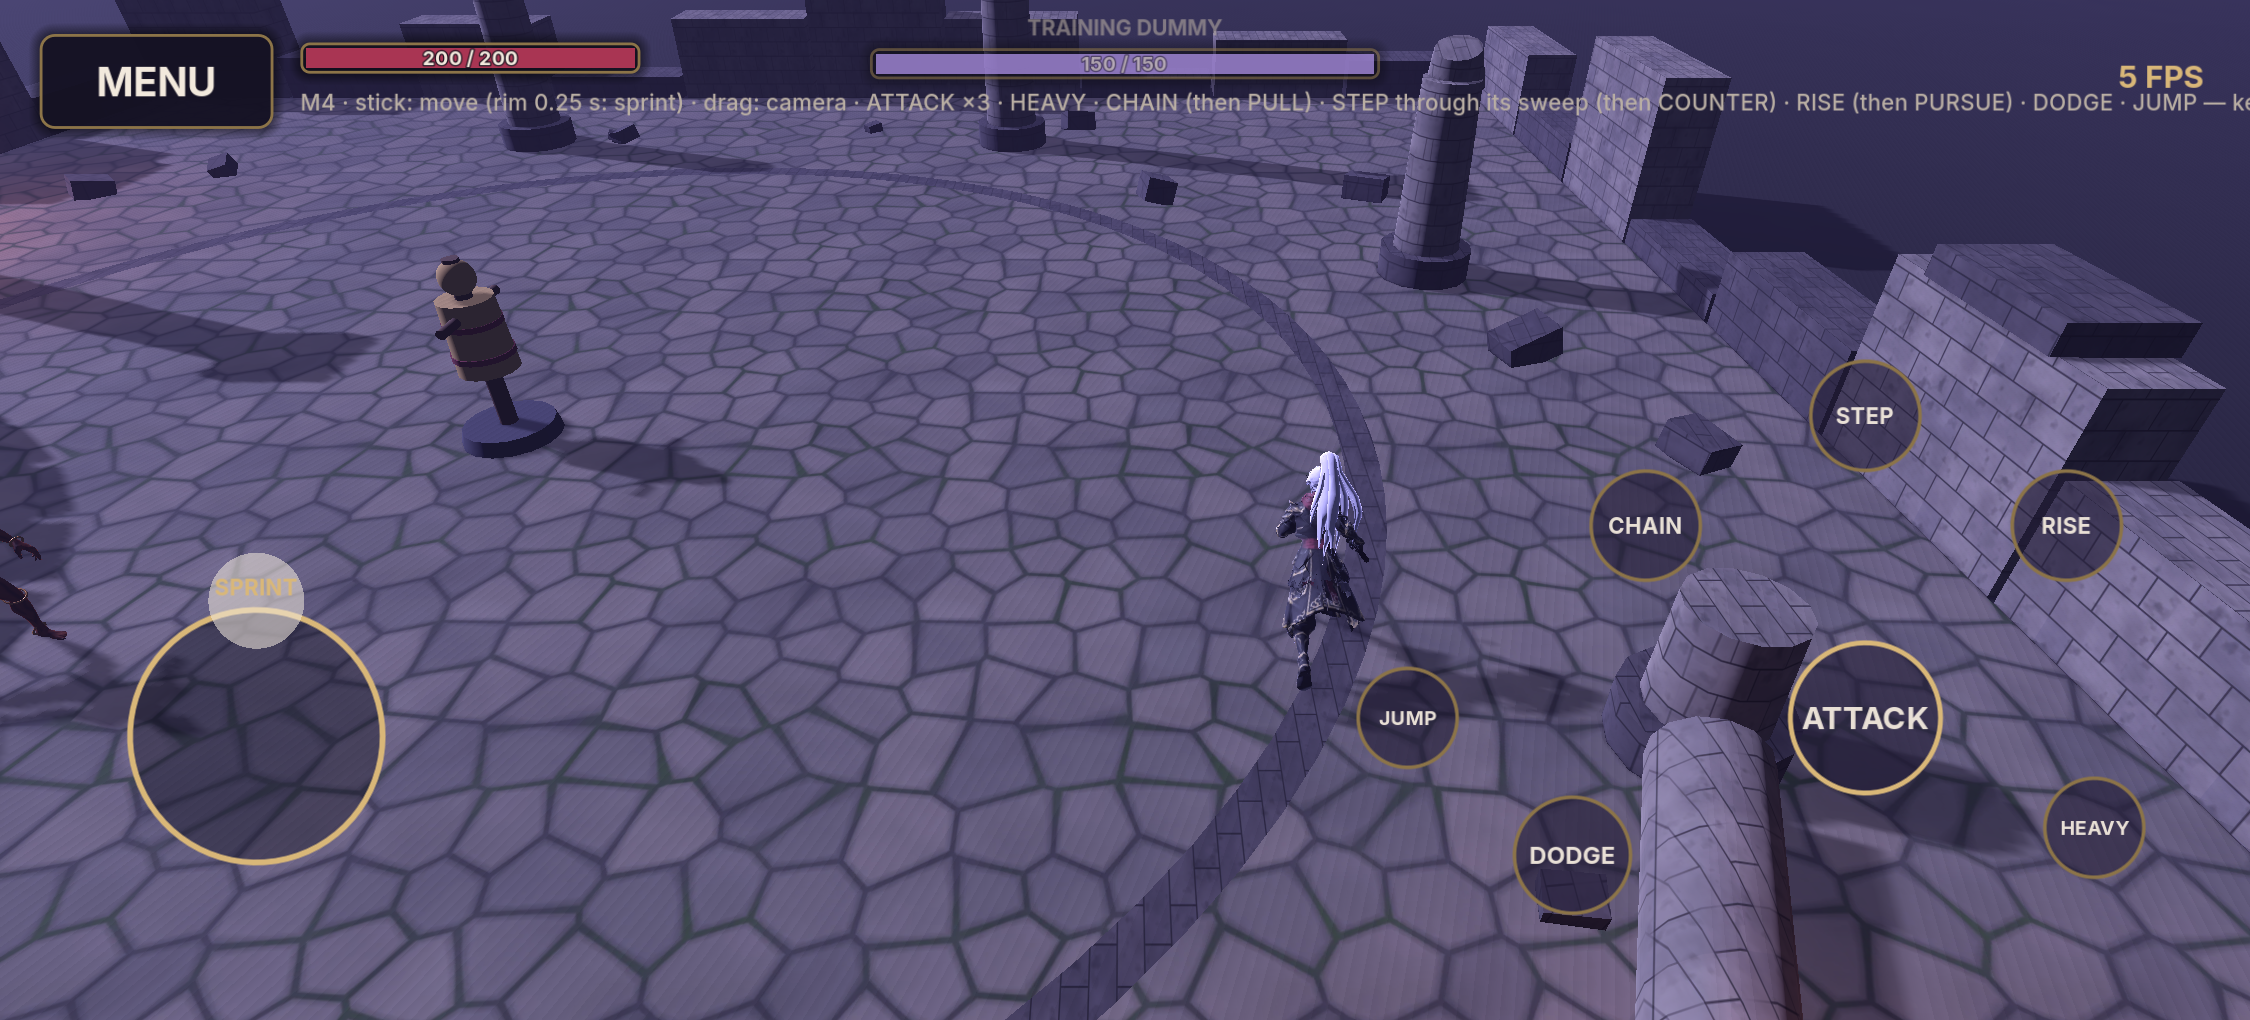 TRAINING DUMMY
MENU
200 / 200
150 / 150
5 FPS
M4 · stick: move (rim 0.25 s: sprint) · drag: camera · ATTACK ×3 · HEAVY · CHAIN (then PULL) · STEP through its sweep (then COUNTER) · RISE (then PURSUE) · DODGE · JUMP — ke
STEP
CHAIN
RISE
SPRINT
JUMP
ATTACK
HEAVY
DODGE